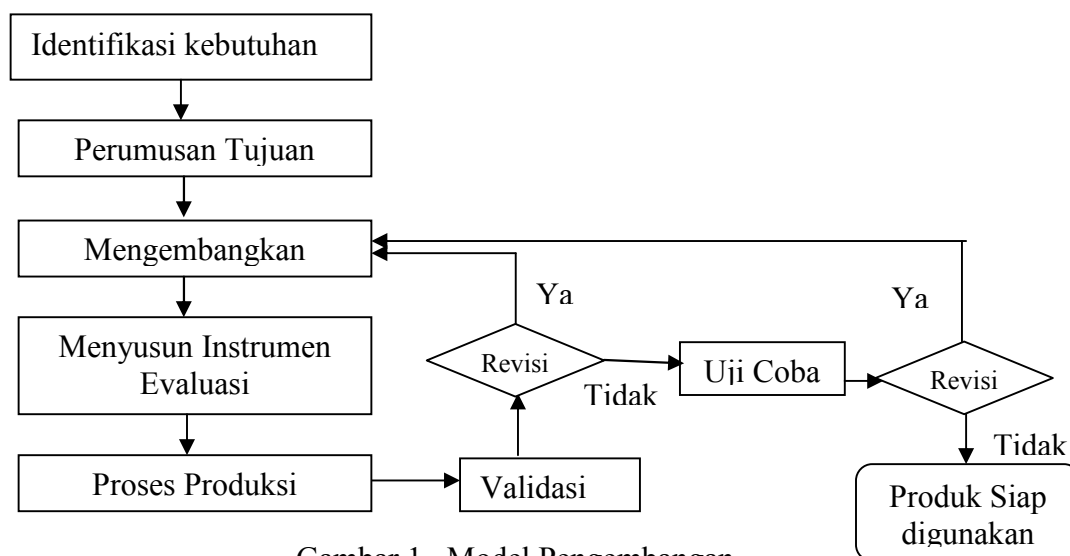 Identifikasi kebutuhan
Perumusan Tujuan
Mengembangkan
Menyusun Instrumen
Evaluasi
Proses Produksi
Validasi
Revisi
Ya
Tidak
Uji Coba
Revisi
Ya
Tidak
Produk Siap
digunakan
Gambar 1. Model Pengembangan